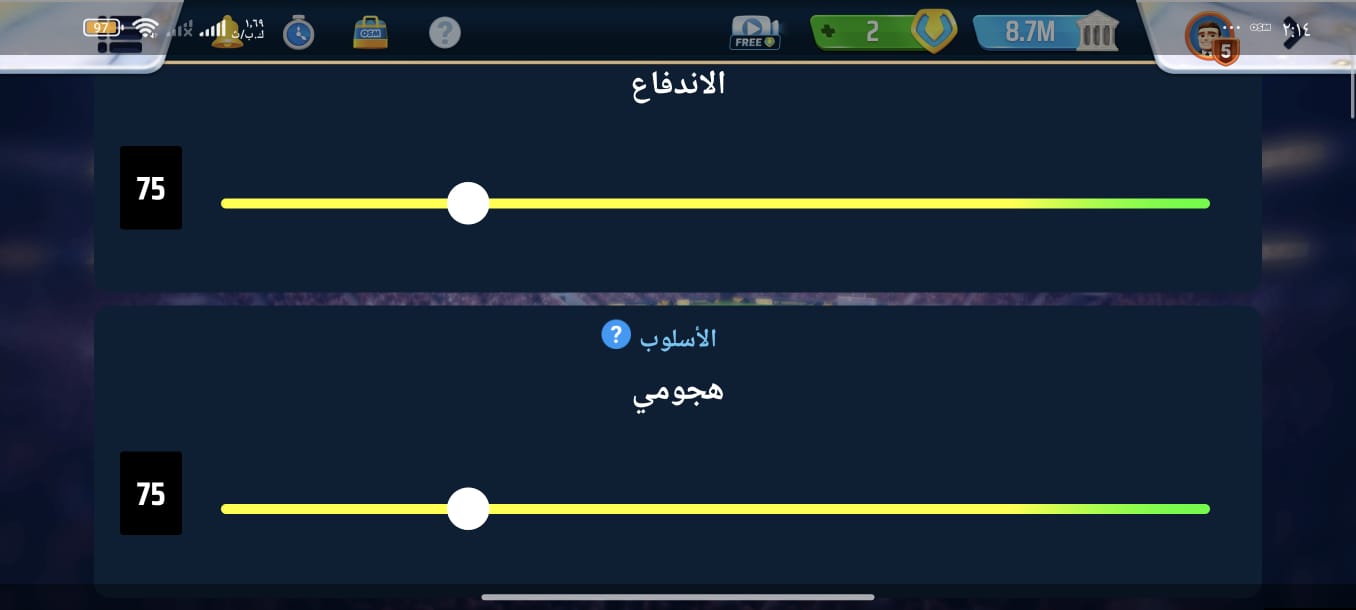 97
١,٦٩
ك.ب/ث
OSM
?
FREE
2
8.7M
5
OSM
٢:١٤
الاندفاع
75
الأسلوب ?
هجومي
75